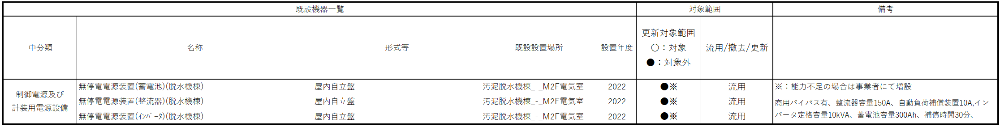 既設機器一覧 対象範囲 備考
中分類 名称 形式等 既設設置場所 設置年度 更新対象範囲 流用/撤去/更新
〇：対象
●：対象外
制御電源及び
計装用電源設備
無停電電源装置(蓄電池)(脱水機棟) 屋内自立盤 汚泥脱水機棟_-_M2F電気室 2022 ●※ 流用 ※：能力不足の場合は事業者にて増設
無停電電源装置(整流器)(脱水機棟) 屋内自立盤 汚泥脱水機棟_-_M2F電気室 2022 ●※ 流用 商用バイパス有、整流器容量150A、自動負荷補償装置10A,イン
無停電電源装置(ｲﾝﾊﾞｰﾀ)(脱水機棟) 屋内自立盤 汚泥脱水機棟_-_M2F電気室 2022 ●※ 流用 バータ定格容量10kVA、蓄電池容量300Ah、補償時間30分、